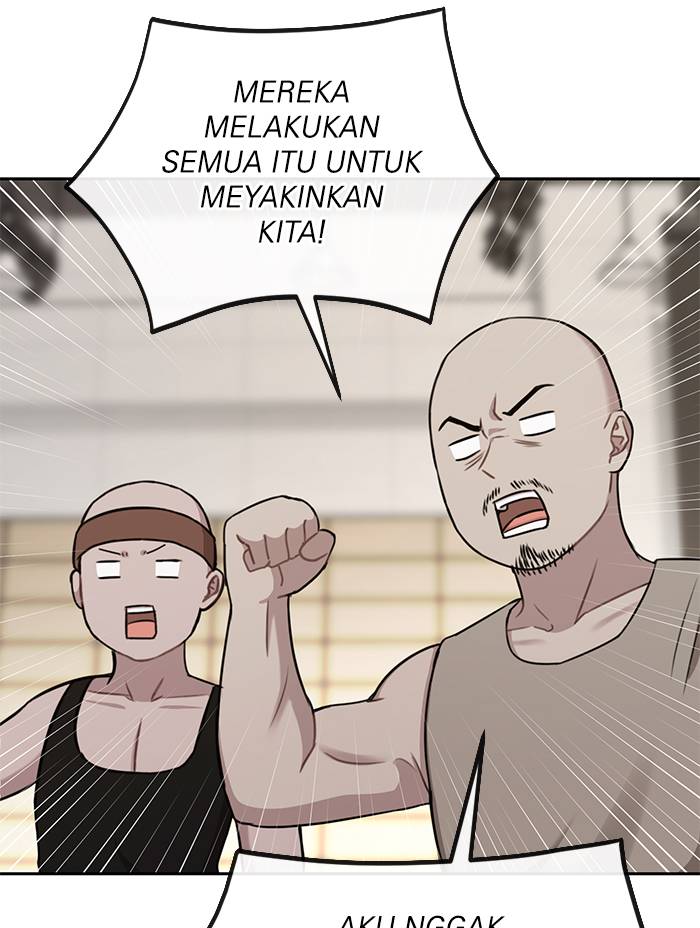 MEREKA
MELAKUKAN
SEMUA ITU UNTUK
MEYAKINKAN
KITA!
AKU NGGAK